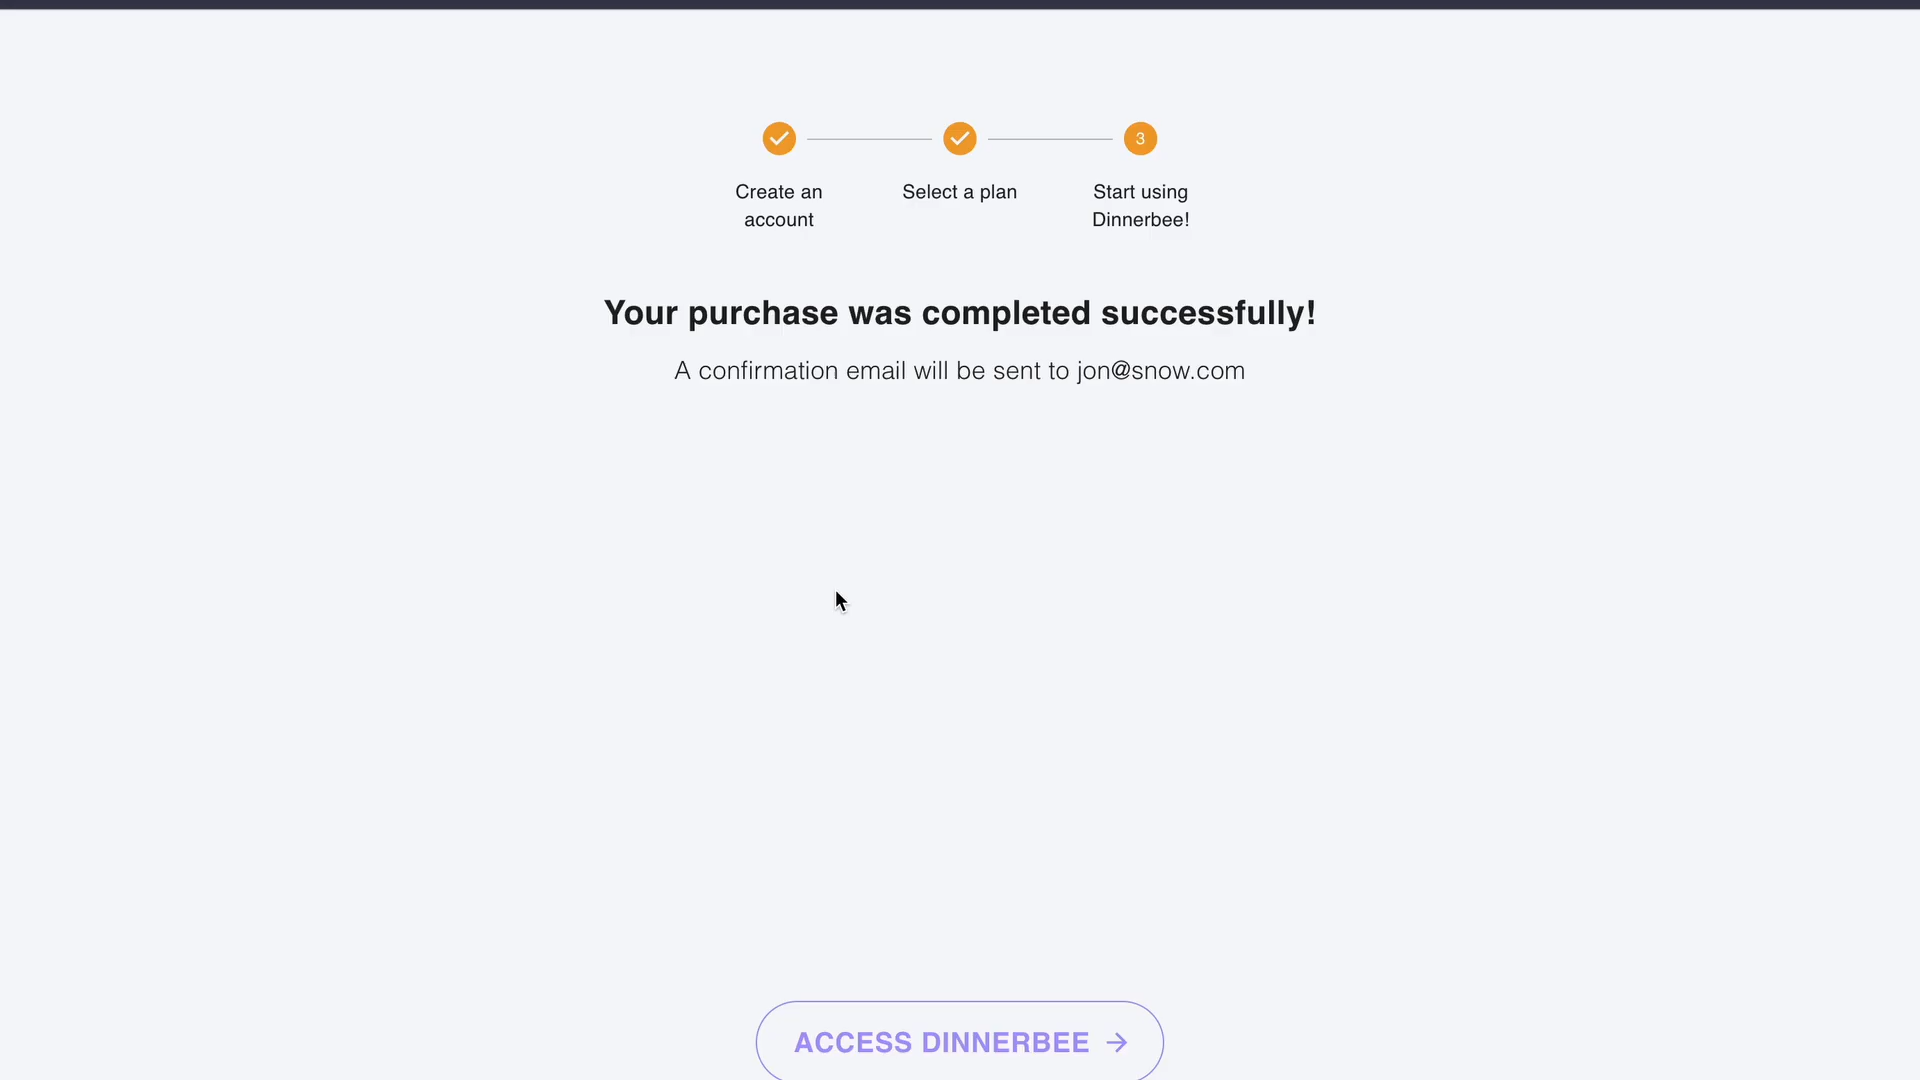 3
Create an
account
Select a plan
Start using
Dinnerbee!
Your purchase was completed successfully!
A confirmation email will be sent to jon@snow.com
ACCESS DINNERBEE →